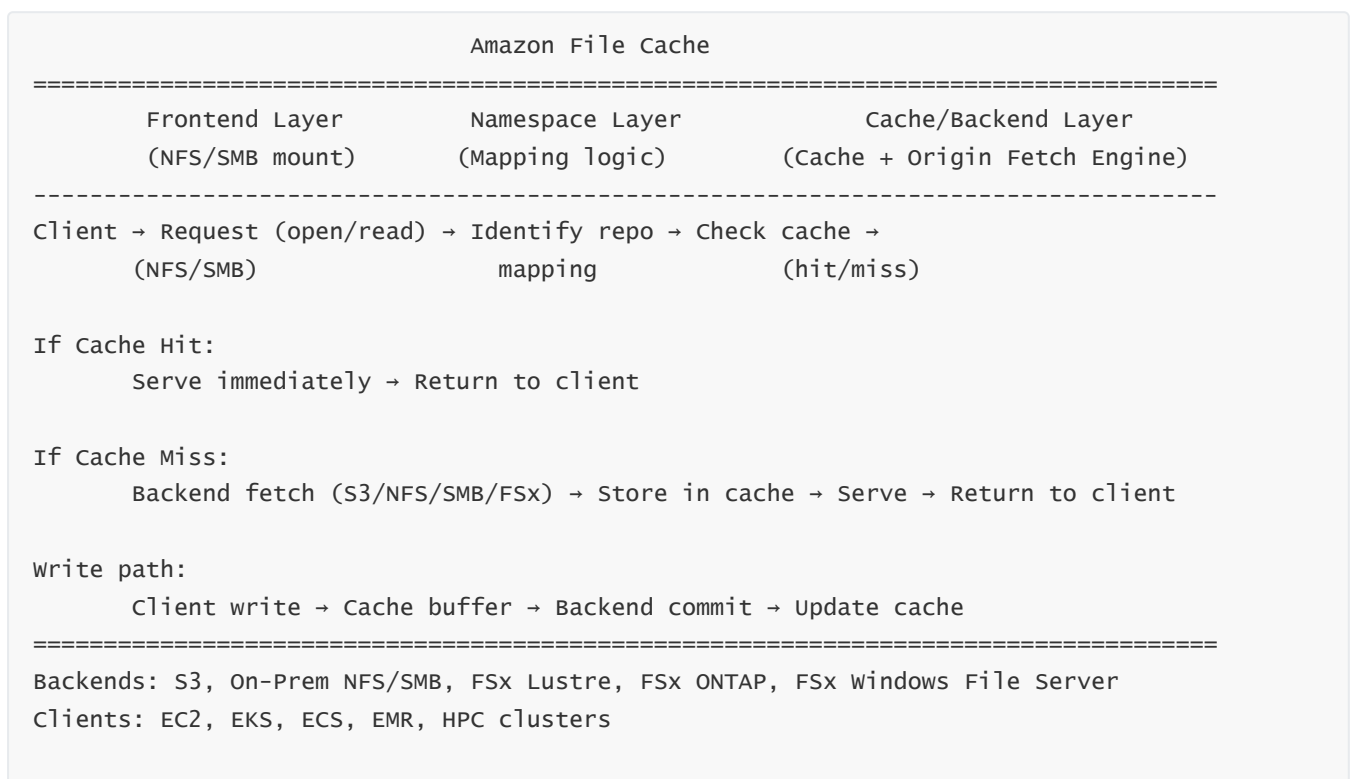 Amazon File Cache
====================================================================================
Frontend Layer Namespace Layer Cache/Backend Layer
(NFS/SMB mount) (Mapping logic) (Cache + Origin Fetch Engine)
------------------------------------------------------------------------------------
Client → Request (open/read) → Identify repo → Check cache →
(NFS/SMB) mapping (hit/miss)
If Cache Hit:
Serve immediately → Return to client
If Cache Miss:
Backend fetch (S3/NFS/SMB/FSx) → Store in cache → Serve → Return to client
Write path:
Client write → Cache buffer → Backend commit → Update cache
====================================================================================
Backends: S3, On-Prem NFS/SMB, FSx Lustre, FSx ONTAP, FSx Windows File Server
Clients: EC2, EKS, ECS, EMR, HPC clusters